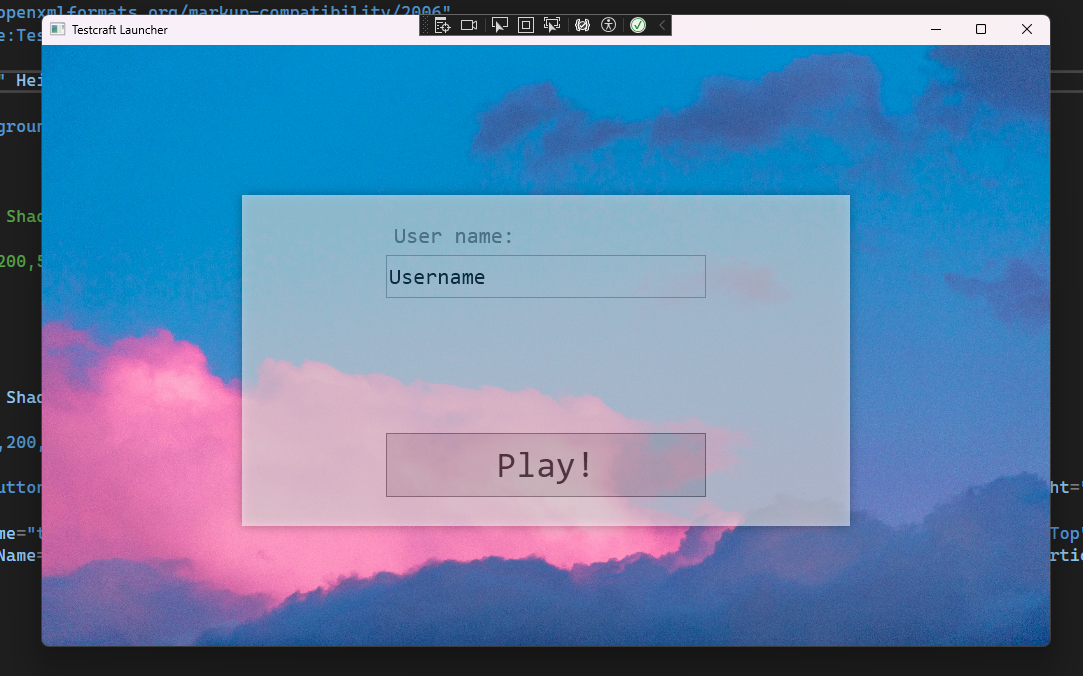 openxmlformats.org/markup-compatibility/2006"
Testcraft Launcher
e:Tes
" Hei
groun
Shad
User name:
200,5
Username
Shad
,200,
Play!
utton
ht="
me="t
Top"
Name=
rtic